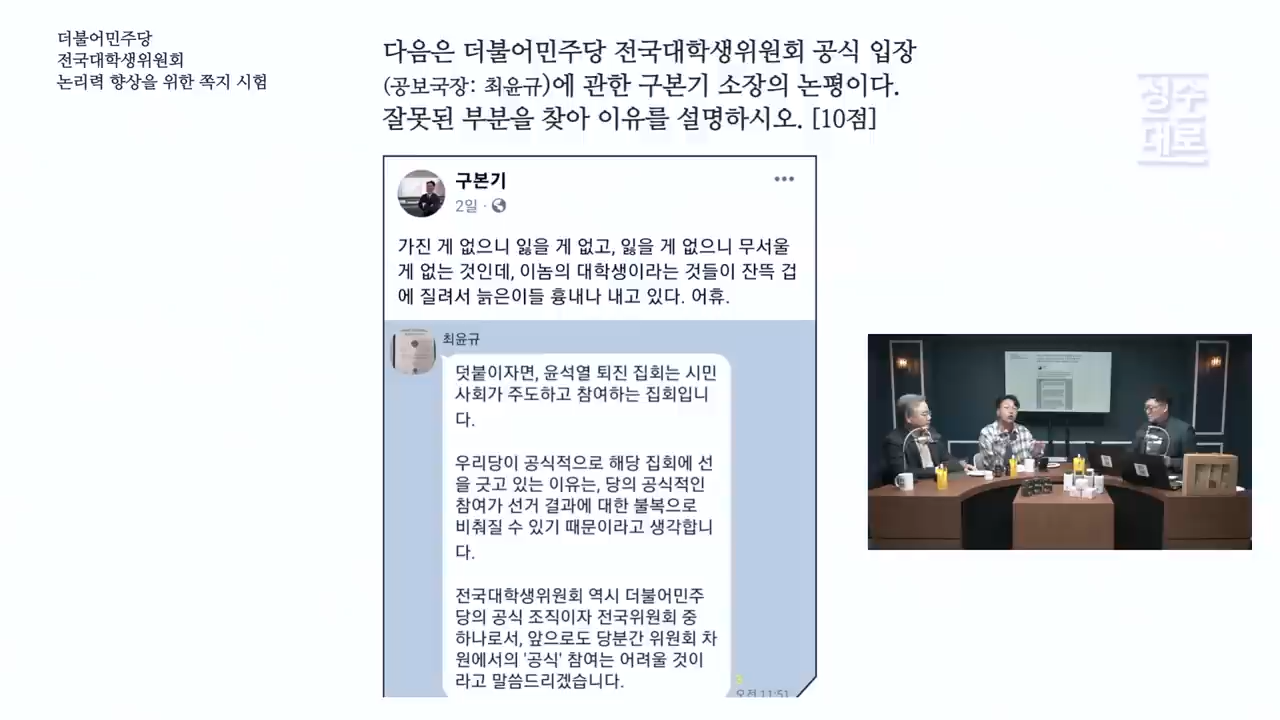 더불어민주당
전국대학생위원회
논리력 향상을 위한 쪽지 시험
다음은 더불어민주당 전국대학생위원회 공식 입장
(공보국장: 최윤규)에 관한 구본기 소장의 논평이다.
잘못된 부분을 찾아 이유를 설명하시오. [10점]
성수
대로
구본기
2일 ·
가진 게 없으니 잃을 게 없고, 잃을 게 없으니 무서울
게 없는 것인데, 이놈의 대학생이라는 것들이 잔뜩 겁
에 질려서 늙은이들 흉내나 내고 있다. 어휴.
최윤규
덧붙이자면, 윤석열 퇴진 집회는 시민
사회가 주도하고 참여하는 집회입니
다.
우리당이 공식적으로 해당 집회에 선
을 긋고 있는 이유는, 당의 공식적인
참여가 선거 결과에 대한 불복으로
비춰질 수 있기 때문이라고 생각합니
다.
전국대학생위원회 역시 더불어민주
당의 공식 조직이자 전국위원회 중
하나로서, 앞으로도 당분간 위원회 차
원에서의 '공식' 참여는 어려울 것이
라고 말씀드리겠습니다.
3
오전 11:51